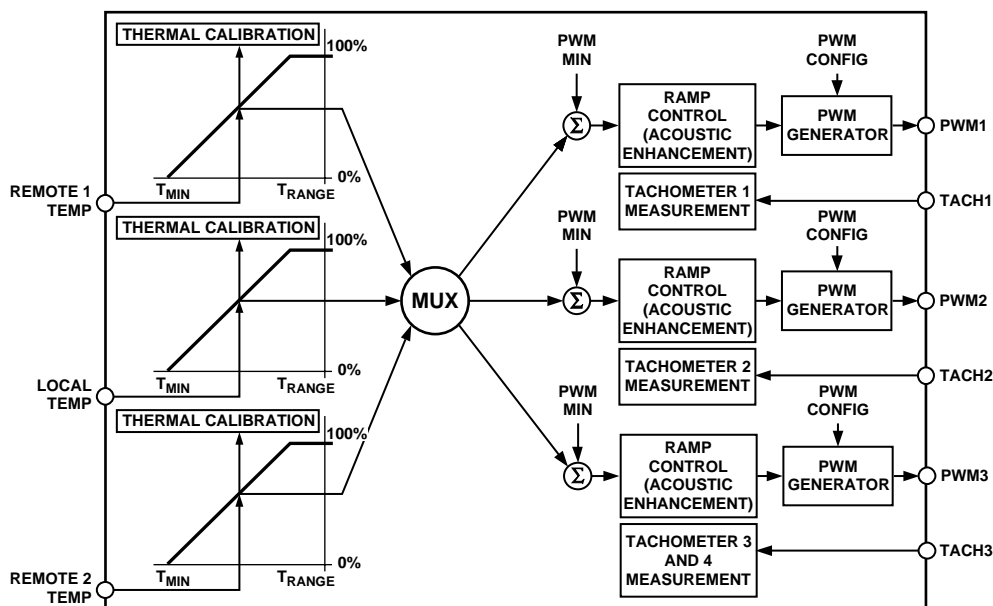 THERMAL CALIBRATION
100%
0%
T_MIN
T_RANGE
REMOTE 1
TEMP
THERMAL CALIBRATION
100%
0%
T_MIN
T_RANGE
LOCAL
TEMP
THERMAL CALIBRATION
100%
0%
T_MIN
T_RANGE
REMOTE 2
TEMP
MUX
PWM
MIN
Σ
RAMP
CONTROL
(ACOUSTIC
ENHANCEMENT)
PWM
CONFIG
PWM
GENERATOR
PWM1
TACHOMETER 1
MEASUREMENT
TACH1
PWM
MIN
Σ
RAMP
CONTROL
(ACOUSTIC
ENHANCEMENT)
PWM
CONFIG
PWM
GENERATOR
PWM2
TACHOMETER 2
MEASUREMENT
TACH2
PWM
MIN
Σ
RAMP
CONTROL
(ACOUSTIC
ENHANCEMENT)
PWM
CONFIG
PWM
GENERATOR
PWM3
TACHOMETER 3
AND 4
MEASUREMENT
TACH3